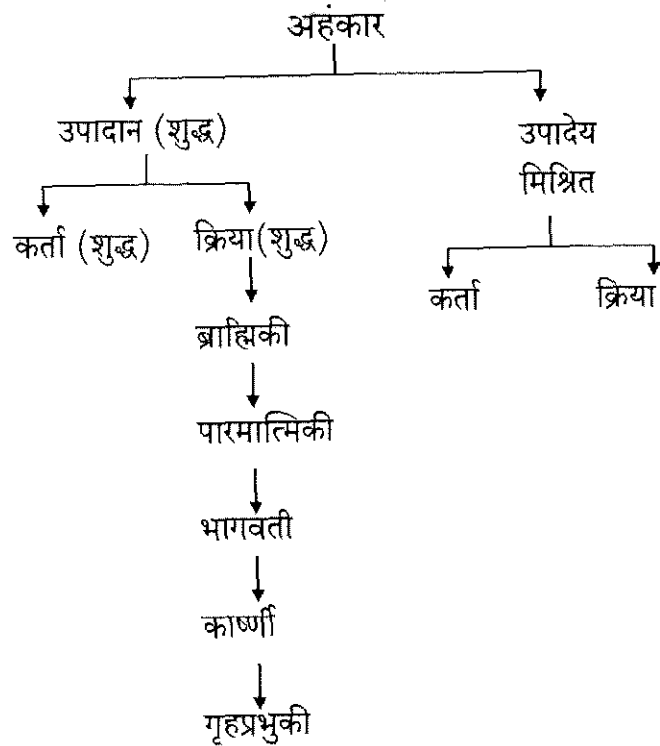 अहंकार
उपादान (शुद्ध)
उपादेय
मिश्रित
कर्ता (शुद्ध)
क्रिया(शुद्ध)
कर्ता
क्रिया
ब्राह्मिकी
पारमात्मिकी
भागवती
कार्ष्णी
गृहप्रभुकी